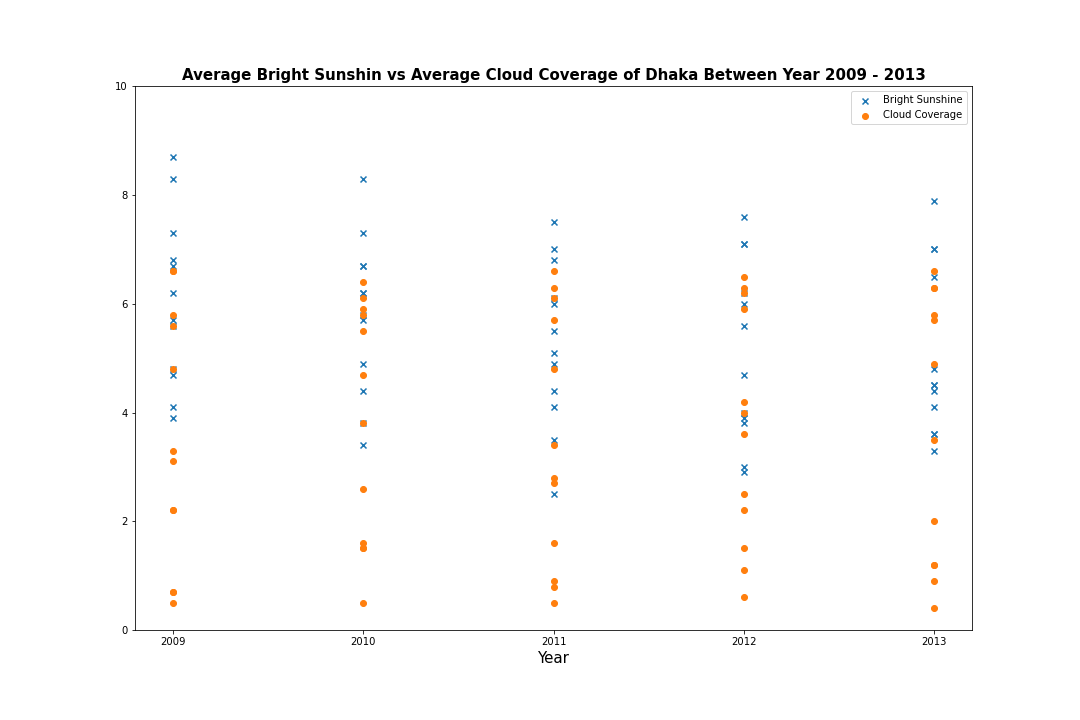 Average Bright Sunshin vs Average Cloud Coverage of Dhaka Between Year 2009 - 2013
Bright Sunshine
Cloud Coverage
10
8
6
4
2
0
2009 2010 2011 2012 2013
Year